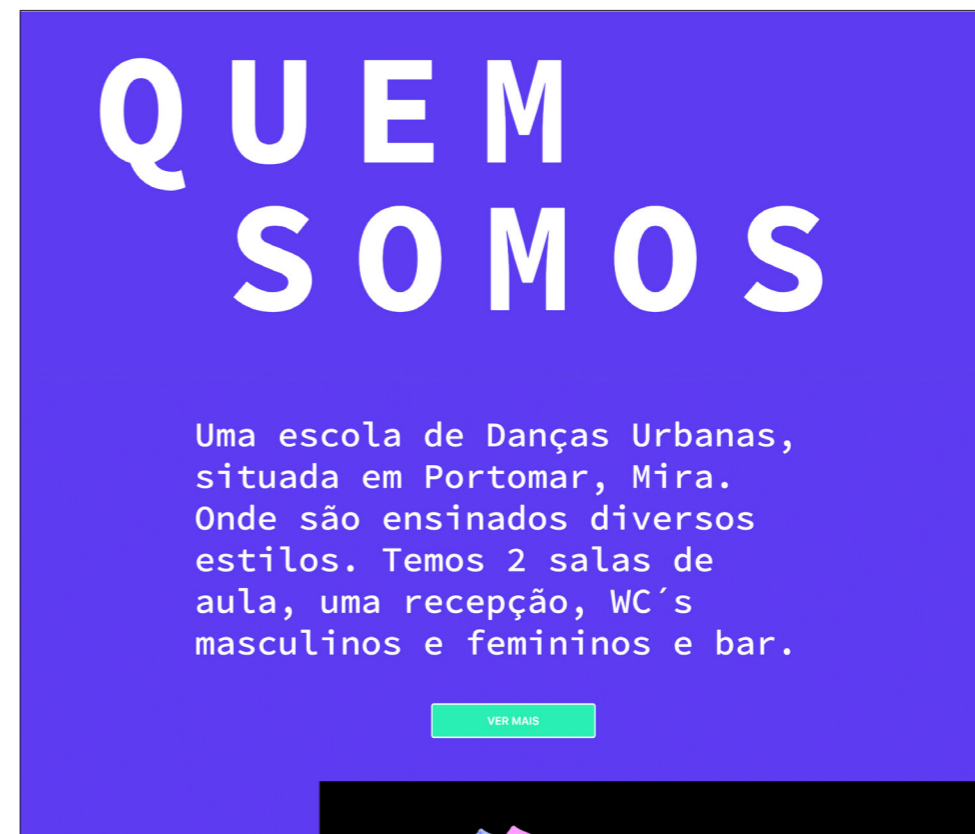 QUEM
SOMOS
Uma escola de Danças Urbanas,
situada em Portomar, Mira.
Onde são ensinados diversos
estilos. Temos 2 salas de
aula, uma recepção, WC´s
masculinos e femininos e bar.
VER MAIS